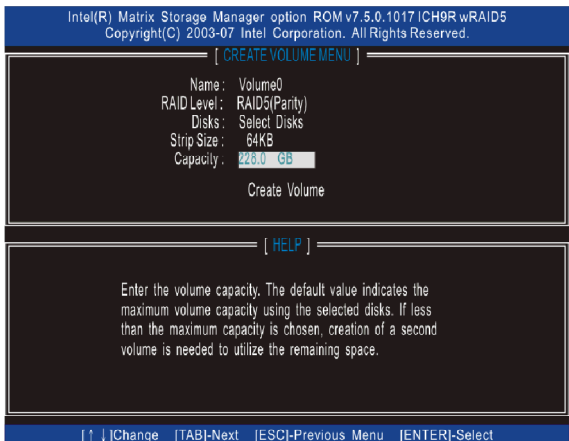 Intel(R) Matrix Storage Manager option ROM v7.5.0.1017 ICH9R wRAID5
Copyright(C) 2003-07 Intel Corporation. All Rights Reserved.
[ CREATE VOLUME MENU ]
Name : Volume0
RAID Level : RAID5(Parity)
Disks : Select Disks
Strip Size : 64KB
Capacity : 228.0 GB
Create Volume
[ HELP ]
Enter the volume capacity. The default value indicates the
maximum volume capacity using the selected disks. If less
than the maximum capacity is chosen, creation of a second
volume is needed to utilize the remaining space.
[↑ ↓]Change [TAB]-Next [ESC]-Previous Menu [ENTER]-Select